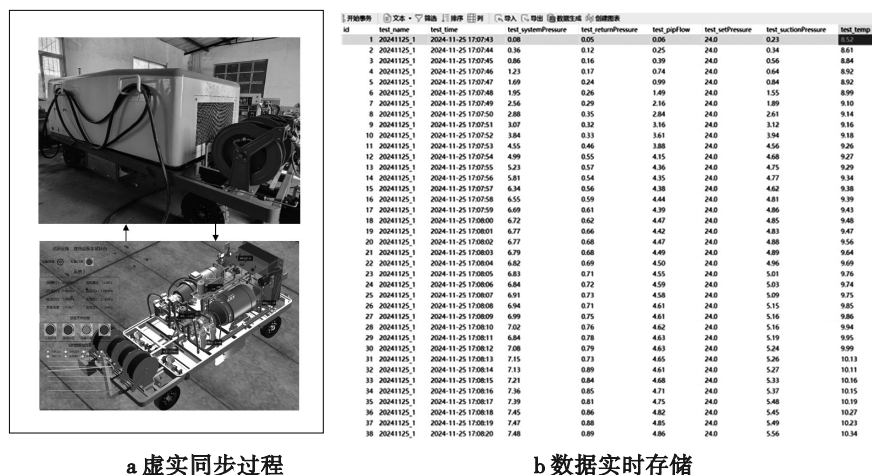 开始事务 文本 筛选 排序 列 导入 导出 数据生成 创建图表
id test_name test_time test_systemPressure test_returnPressure test_pipFlow test_setPressure test_suctionPressure test_temp
1 20241125_1 2024-11-25 17:07:43 0.08 0.05 0.06 24.0 0.23 8.52
2 20241125_1 2024-11-25 17:07:44 0.36 0.12 0.25 24.0 0.34 8.61
3 20241125_1 2024-11-25 17:07:45 0.86 0.16 0.39 24.0 0.56 8.84
4 20241125_1 2024-11-25 17:07:46 1.23 0.17 0.74 24.0 0.64 8.92
5 20241125_1 2024-11-25 17:07:47 1.69 0.24 0.99 24.0 0.84 8.92
6 20241125_1 2024-11-25 17:07:48 1.95 0.26 1.49 24.0 1.55 8.99
7 20241125_1 2024-11-25 17:07:49 2.56 0.29 2.16 24.0 1.89 9.10
8 20241125_1 2024-11-25 17:07:50 2.88 0.35 2.84 24.0 2.61 9.14
9 20241125_1 2024-11-25 17:07:51 3.07 0.32 3.16 24.0 3.12 9.16
10 20241125_1 2024-11-25 17:07:52 3.84 0.33 3.61 24.0 3.94 9.18
11 20241125_1 2024-11-25 17:07:53 4.55 0.46 3.88 24.0 4.56 9.26
12 20241125_1 2024-11-25 17:07:54 4.99 0.55 4.15 24.0 4.68 9.27
13 20241125_1 2024-11-25 17:07:55 5.23 0.57 4.36 24.0 4.75 9.29
14 20241125_1 2024-11-25 17:07:56 5.81 0.54 4.35 24.0 4.77 9.34
15 20241125_1 2024-11-25 17:07:57 6.34 0.56 4.38 24.0 4.62 9.38
16 20241125_1 2024-11-25 17:07:58 6.55 0.59 4.44 24.0 4.81 9.39
17 20241125_1 2024-11-25 17:07:59 6.69 0.61 4.39 24.0 4.86 9.43
18 20241125_1 2024-11-25 17:08:00 6.72 0.62 4.47 24.0 4.85 9.48
19 20241125_1 2024-11-25 17:08:01 6.77 0.66 4.42 24.0 4.83 9.47
20 20241125_1 2024-11-25 17:08:02 6.77 0.68 4.47 24.0 4.88 9.56
21 20241125_1 2024-11-25 17:08:03 6.79 0.68 4.49 24.0 4.89 9.64
22 20241125_1 2024-11-25 17:08:04 6.82 0.69 4.50 24.0 4.96 9.69
23 20241125_1 2024-11-25 17:08:05 6.83 0.71 4.55 24.0 5.01 9.76
24 20241125_1 2024-11-25 17:08:06 6.84 0.72 4.59 24.0 5.03 9.74
25 20241125_1 2024-11-25 17:08:07 6.91 0.73 4.58 24.0 5.09 9.75
26 20241125_1 2024-11-25 17:08:08 6.94 0.71 4.61 24.0 5.15 9.85
27 20241125_1 2024-11-25 17:08:09 6.99 0.75 4.61 24.0 5.16 9.86
28 20241125_1 2024-11-25 17:08:10 7.02 0.76 4.62 24.0 5.16 9.94
29 20241125_1 2024-11-25 17:08:11 6.84 0.78 4.63 24.0 5.19 9.95
30 20241125_1 2024-11-25 17:08:12 7.08 0.79 4.63 24.0 5.24 9.99
31 20241125_1 2024-11-25 17:08:13 7.15 0.73 4.65 24.0 5.26 10.13
32 20241125_1 2024-11-25 17:08:14 7.13 0.89 4.61 24.0 5.27 10.11
33 20241125_1 2024-11-25 17:08:15 7.21 0.84 4.68 24.0 5.33 10.16
34 20241125_1 2024-11-25 17:08:16 7.36 0.85 4.71 24.0 5.37 10.15
35 20241125_1 2024-11-25 17:08:17 7.39 0.81 4.75 24.0 5.48 10.19
36 20241125_1 2024-11-25 17:08:18 7.45 0.86 4.82 24.0 5.45 10.27
37 20241125_1 2024-11-25 17:08:19 7.47 0.88 4.85 24.0 5.49 10.23
38 20241125_1 2024-11-25 17:08:20 7.48 0.89 4.86 24.0 5.56 10.34
a 虚实同步过程
b 数据实时存储